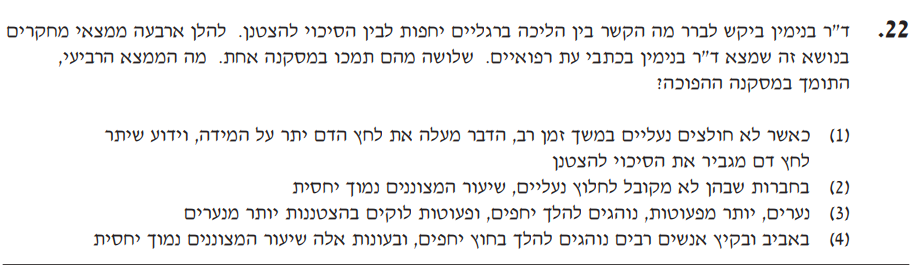 22. ד"ר בנימין ביקש לברר מה הקשר בין הליכה ברגליים יחפות לבין הסיכוי להצטנן. להלן ארבעה ממצאי מחקרים
בנושא זה שמצא ד"ר בנימין בכתבי עת רפואיים. שלושה מהם תמכו במסקנה אחת. מה הממצא הרביעי,
התומך במסקנה ההפוכה?
(1) כאשר לא חולצים נעליים במשך זמן רב, הדבר מעלה את לחץ הדם יתר על המידה, וידוע שיתר
לחץ דם מגביר את הסיכוי להצטנן
(2) בחברות שבהן לא מקובל לחלוץ נעליים, שיעור המצוננים נמוך יחסית
(3) נערים, יותר מפעוטות, נוהגים להלך יחפים, ופעוטות לוקים בהצטננות יותר מנערים
(4) באביב ובקיץ אנשים רבים נוהגים להלך בחוץ יחפים, ובעונות אלה שיעור המצוננים נמוך יחסית